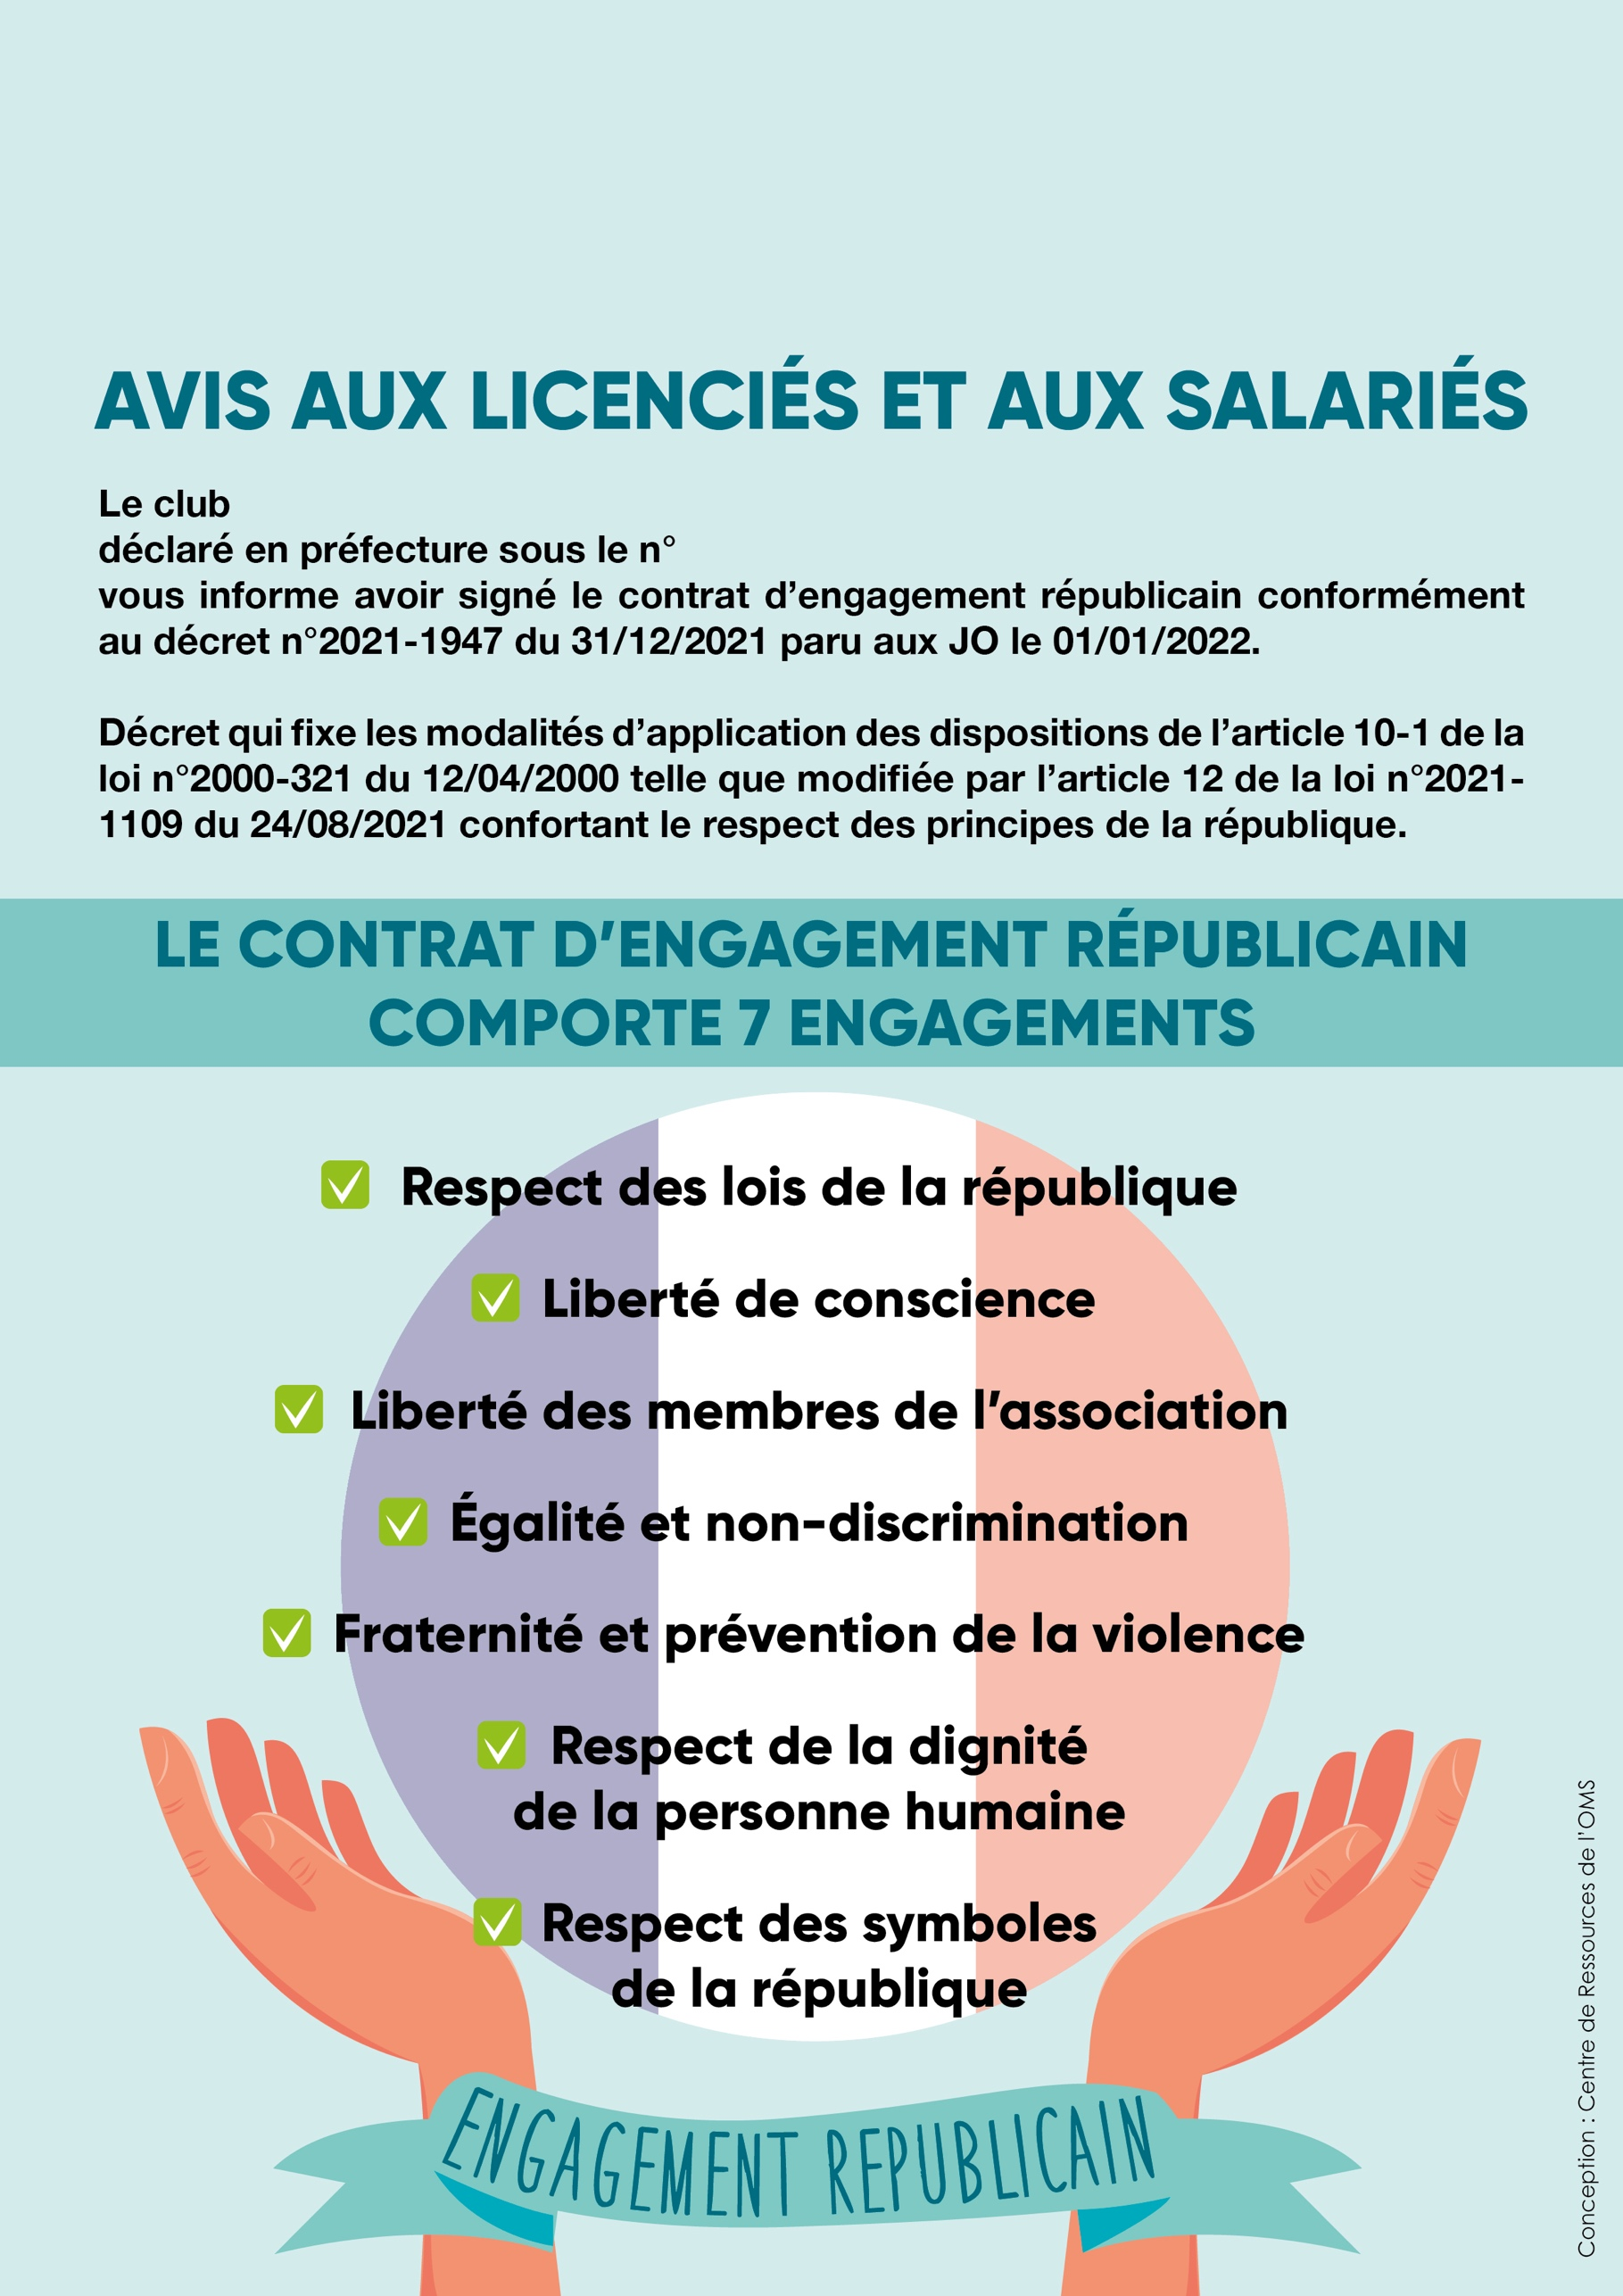 AVIS AUX LICENCIÉS ET AUX SALARIÉS
Le club
déclaré en préfecture sous le n°
vous informe avoir signé le contrat d’engagement républicain conformément
au décret n°2021-1947 du 31/12/2021 paru aux JO le 01/01/2022.
Décret qui fixe les modalités d’application des dispositions de l’article 10-1 de la
loi n°2000-321 du 12/04/2000 telle que modifiée par l’article 12 de la loi n°2021-
1109 du 24/08/2021 confortant le respect des principes de la république.
LE CONTRAT D’ENGAGEMENT RÉPUBLICAIN
COMPORTE 7 ENGAGEMENTS
Respect des lois de la république
Liberté de conscience
Liberté des membres de l’association
Égalité et non-discrimination
Fraternité et prévention de la violence
Respect de la dignité
de la personne humaine
Respect des symboles
de la république
ENGAGEMENT REPUBLICAIN
Conception : Centre de Ressources de l’OMS